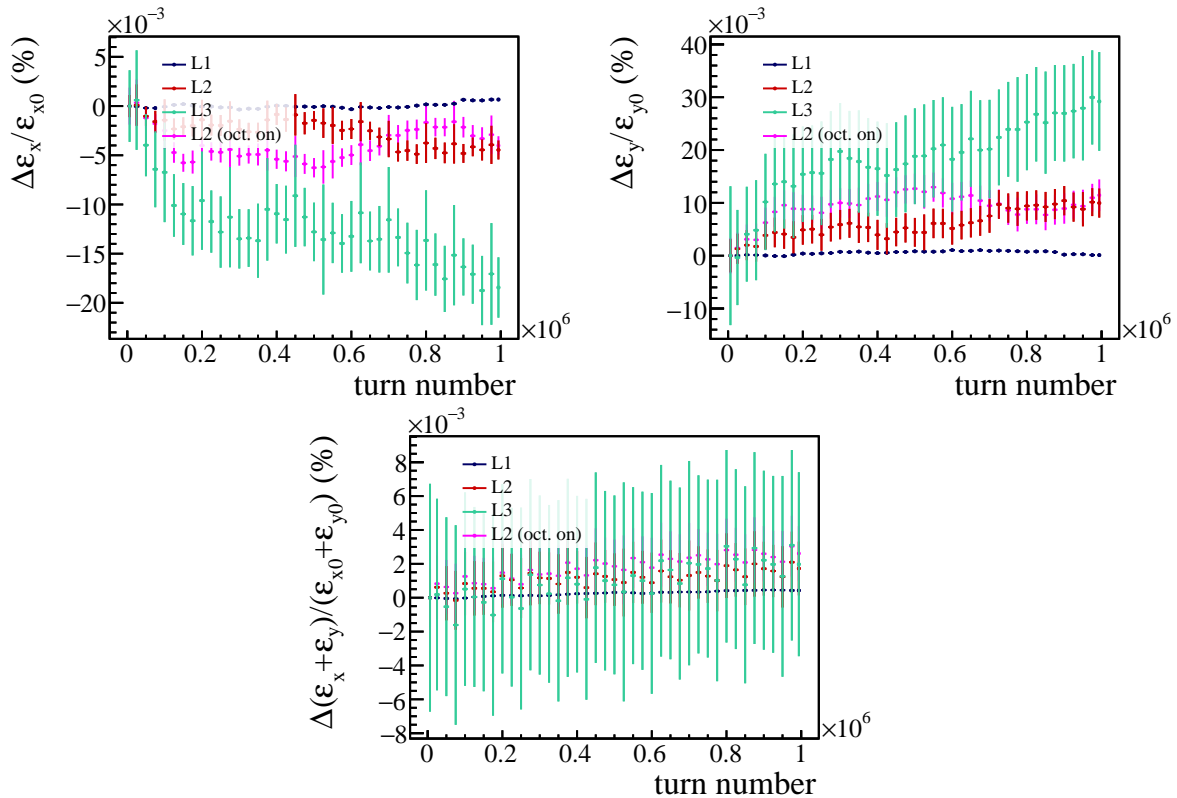 ×10⁻³
Δε_x/ε_x0 (%)
5
0
−5
−10
−15
−20
L1
L2
L3
L2 (oct. on)
0 0.2 0.4 0.6 0.8 1
×10⁶
turn number
×10⁻³
Δε_y/ε_y0 (%)
40
30
20
10
0
−10
L1
L2
L3
L2 (oct. on)
0 0.2 0.4 0.6 0.8 1
×10⁶
turn number
×10⁻³
Δ(ε_x+ε_y)/(ε_x0+ε_y0) (%)
8
6
4
2
0
−2
−4
−6
−8
L1
L2
L3
L2 (oct. on)
0 0.2 0.4 0.6 0.8 1
×10⁶
turn number